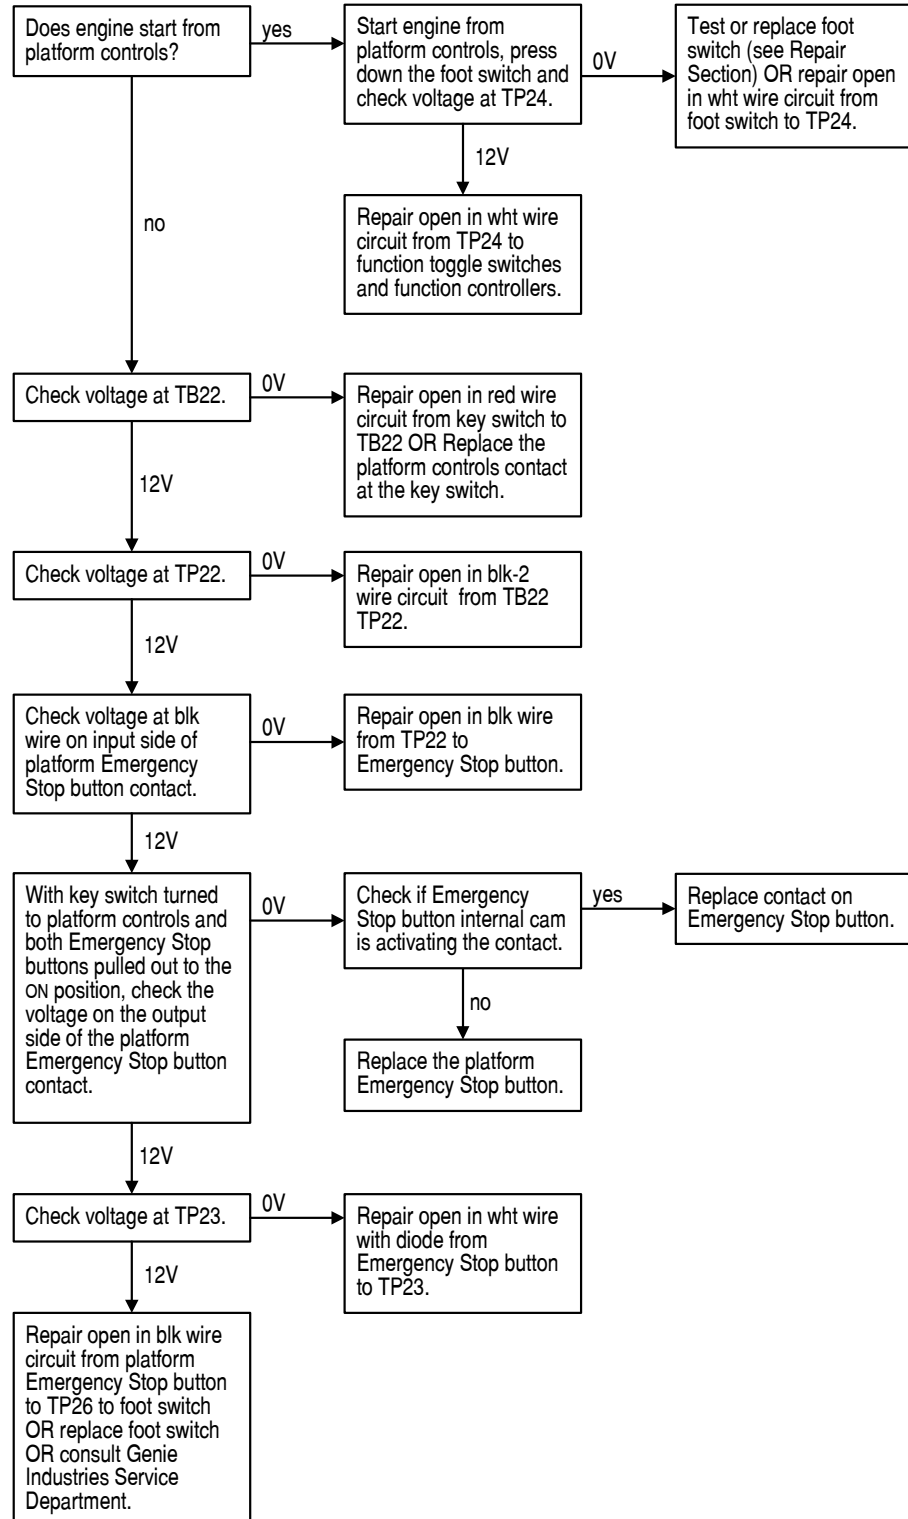 Does engine start from
platform controls?
yes
Start engine from
platform controls, press
down the foot switch and
check voltage at TP24.
0V
Test or replace foot
switch (see Repair
Section) OR repair open
in wht wire circuit from
foot switch to TP24.
12V
Repair open in wht wire
circuit from TP24 to
function toggle switches
and function controllers.
no
Check voltage at TB22.
0V
Repair open in red wire
circuit from key switch to
TB22 OR Replace the
platform controls contact
at the key switch.
12V
Check voltage at TP22.
0V
Repair open in blk-2
wire circuit from TB22
TP22.
12V
Check voltage at blk
wire on input side of
platform Emergency
Stop button contact.
0V
Repair open in blk wire
from TP22 to
Emergency Stop button.
12V
With key switch turned
to platform controls and
both Emergency Stop
buttons pulled out to the
ON position, check the
voltage on the output
side of the platform
Emergency Stop button
contact.
0V
Check if Emergency
Stop button internal cam
is activating the contact.
yes
Replace contact on
Emergency Stop button.
no
Replace the platform
Emergency Stop button.
12V
Check voltage at TP23.
0V
Repair open in wht wire
with diode from
Emergency Stop button
to TP23.
12V
Repair open in blk wire
circuit from platform
Emergency Stop button
to TP26 to foot switch
OR replace foot switch
OR consult Genie
Industries Service
Department.